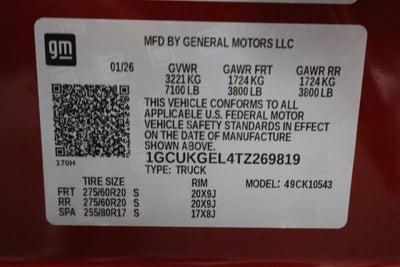 gm
MFD BY GENERAL MOTORS LLC
01/26 GVWR GAWR FRT GAWR RR
3221 KG 1724 KG 1724 KG
7100 LB 3800 LB 3800 LB
THIS VEHICLE CONFORMS TO ALL
APPLICABLE U.S. FEDERAL MOTOR
VEHICLE SAFETY STANDARDS IN EFFECT
ON THE DATE OF MANUFACTURE
SHOWN ABOVE.
170H
1GCUKGEL4TZ269819
TYPE: TRUCK
TIRE SIZE RIM MODEL: 49CK10543
FRT 275/60R20 S 20X9J
RR 275/60R20 S 20X9J
SPA 255/80R17 S 17X8J